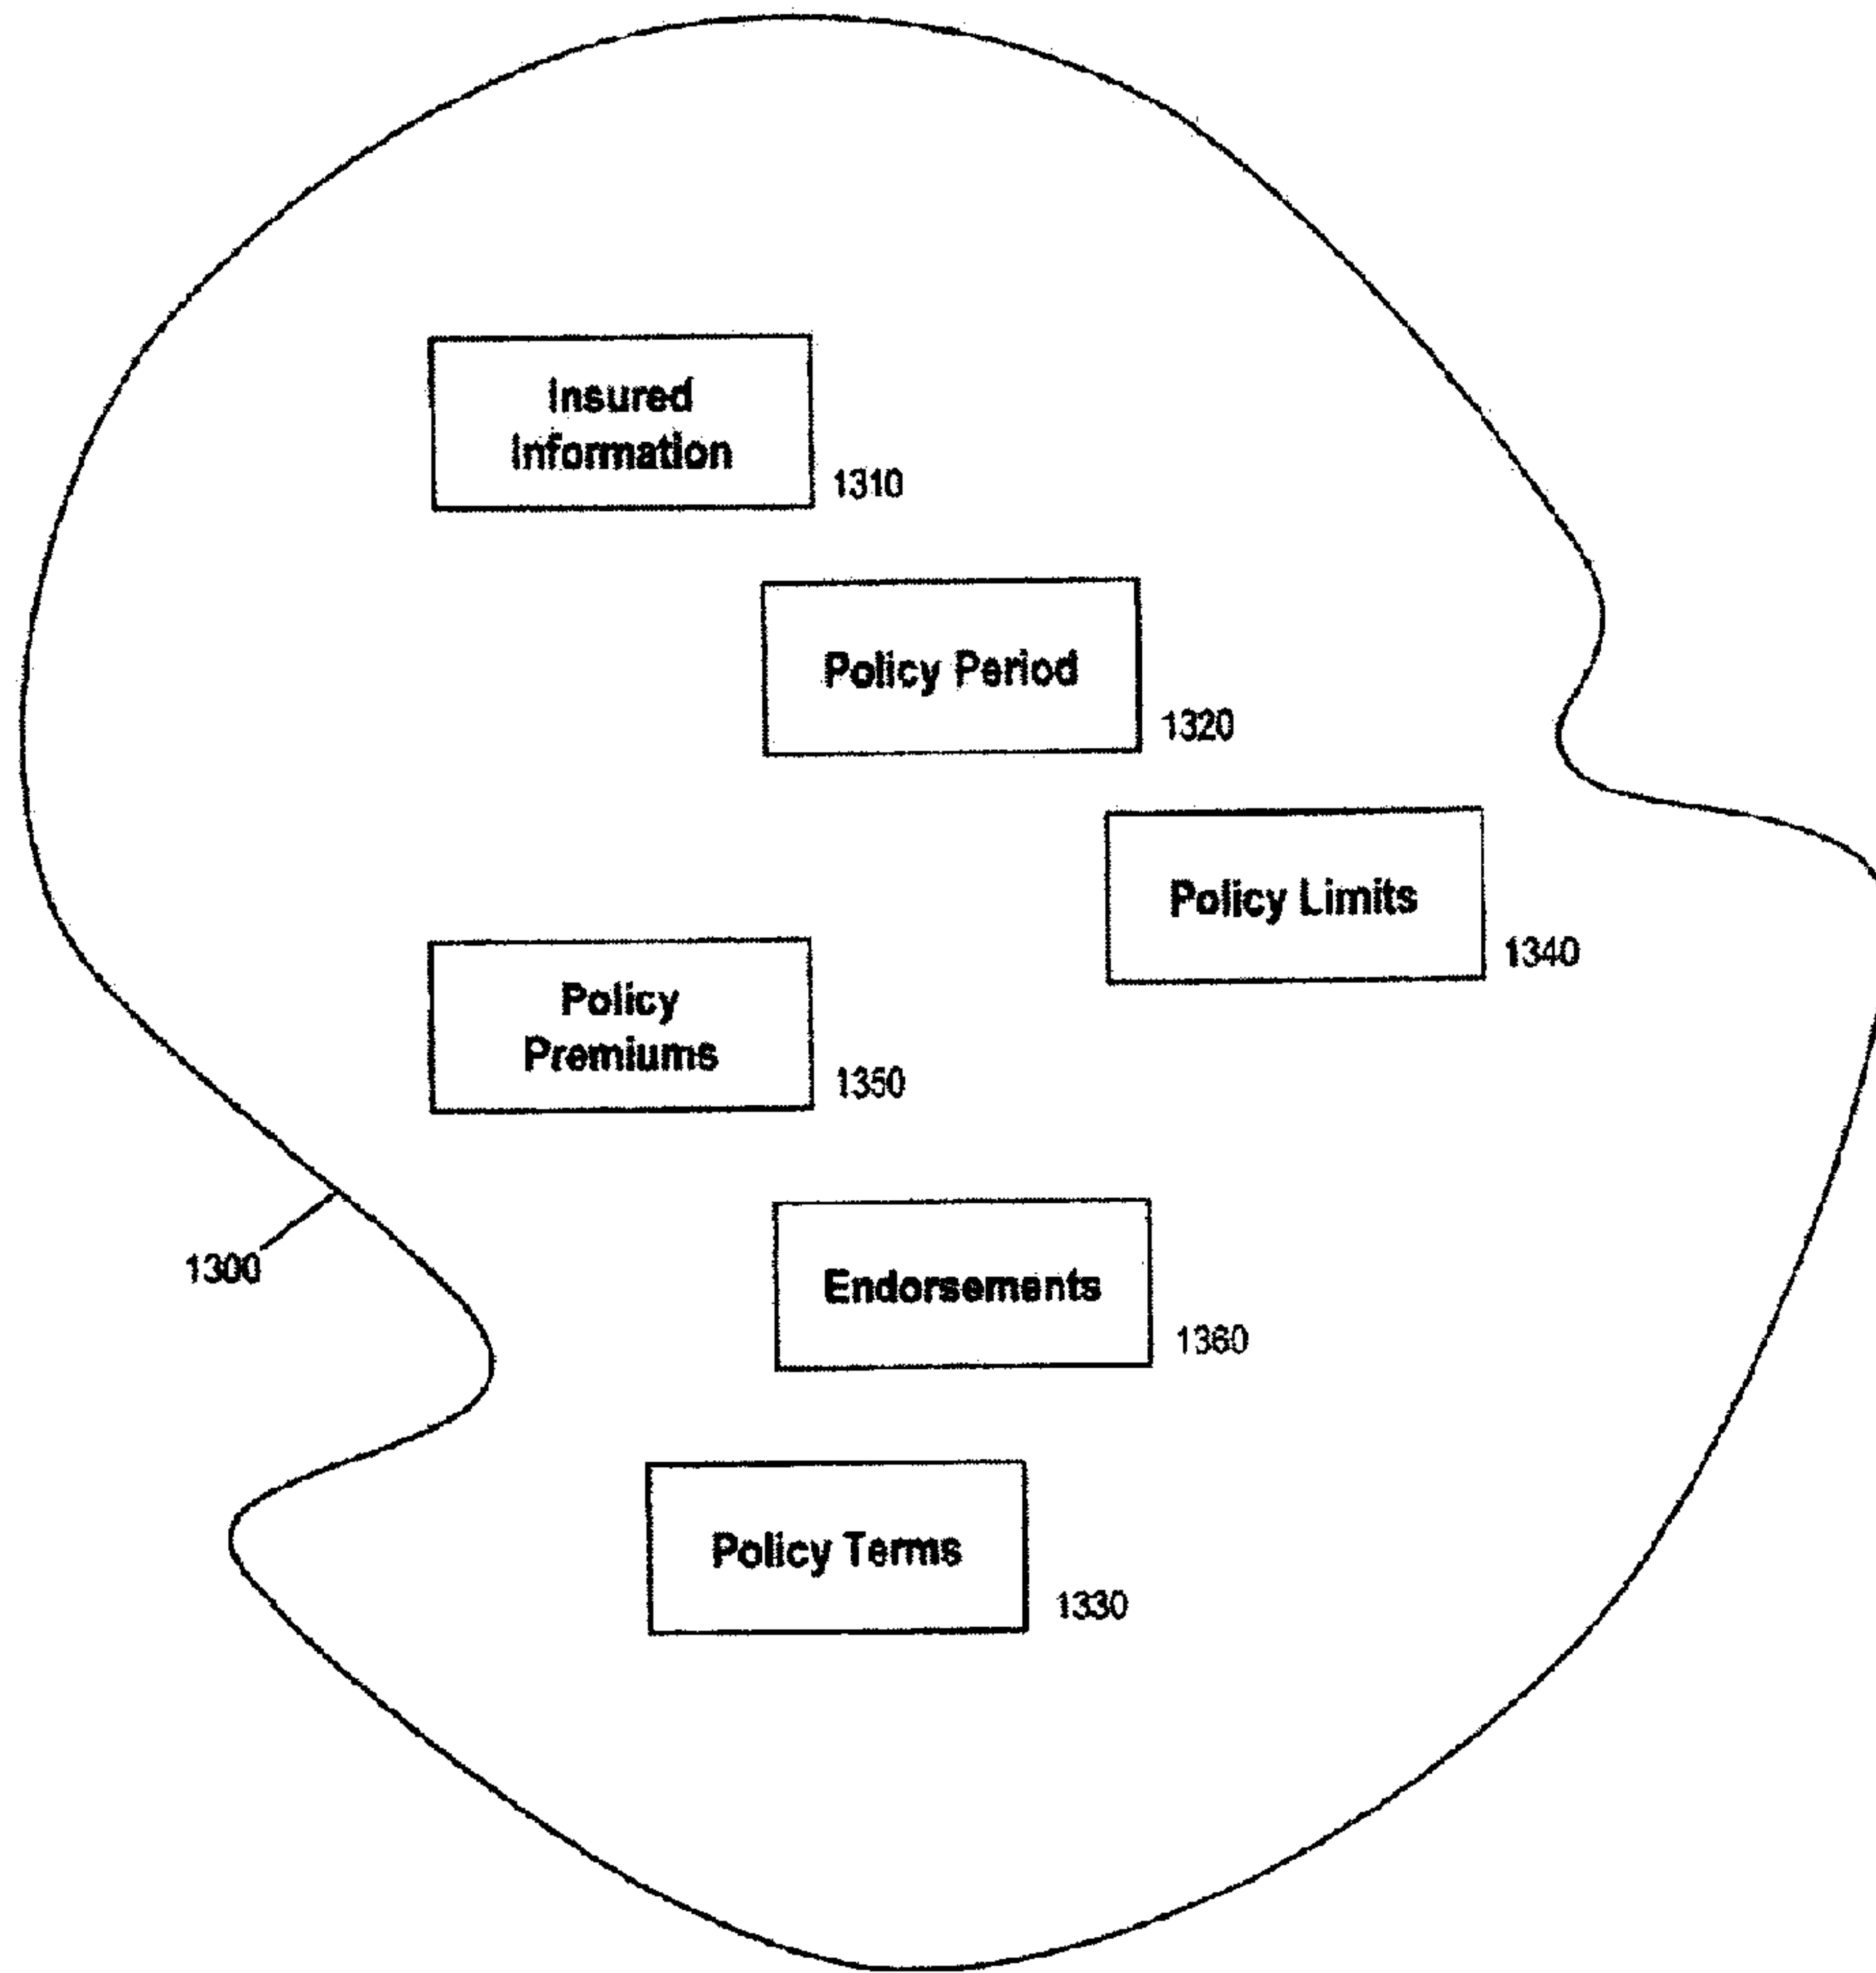 Insured
Information
1310
Policy Period
1320
Policy Limits
1340
Policy
Premiums
1350
1300
Endorsements
1360
Policy Terms
1330